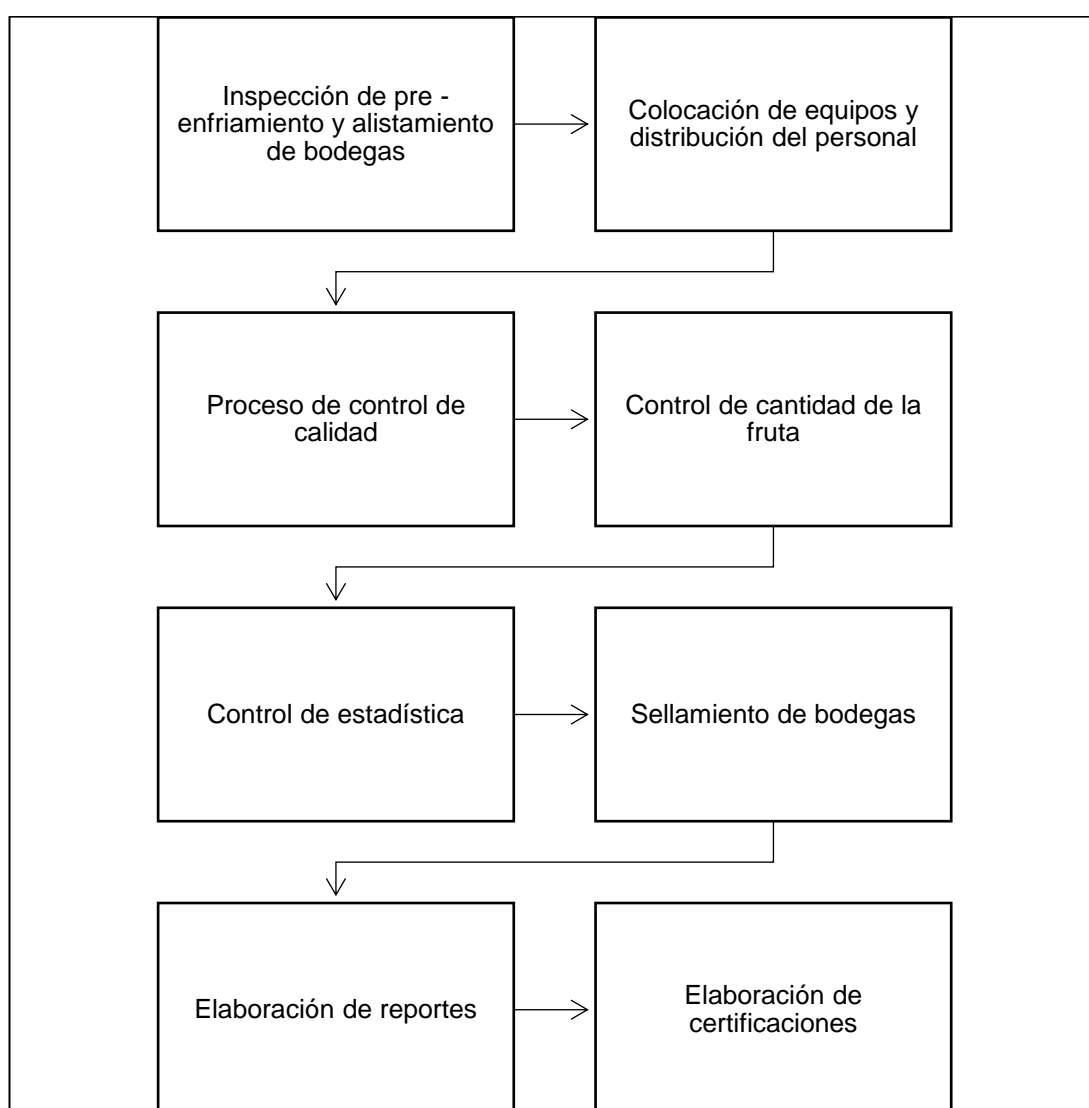 Inspección de pre -
enfriamiento y alistamiento
de bodegas
Colocación de equipos y
distribución del personal
Proceso de control de
calidad
Control de cantidad de la
fruta
Control de estadística
Sellamiento de bodegas
Elaboración de reportes
Elaboración de
certificaciones